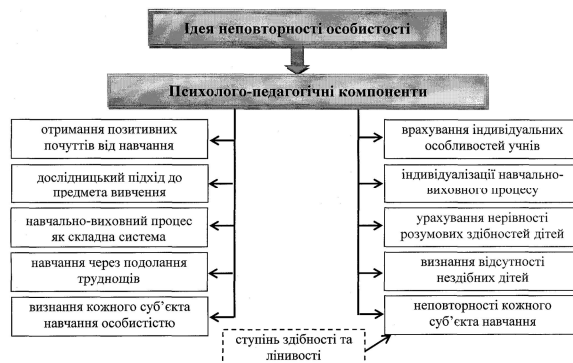 Ідея неповторності особистості
Психолого-педагогічні компоненти
отримання позитивних
почуттів від навчання
дослідницький підхід до
предмета вивчення
навчально-виховний процес
як складна система
навчання через подолання
труднощів
визнання кожного суб’єкта
навчання особистістю
врахування індивідуальних
особливостей учнів
індивідуалізації навчально-
виховного процесу
урахування нерівності
розумових здібностей дітей
визнання відсутності
нездібних дітей
неповторності кожного
суб’єкта навчання
ступінь здібності та
лінивості